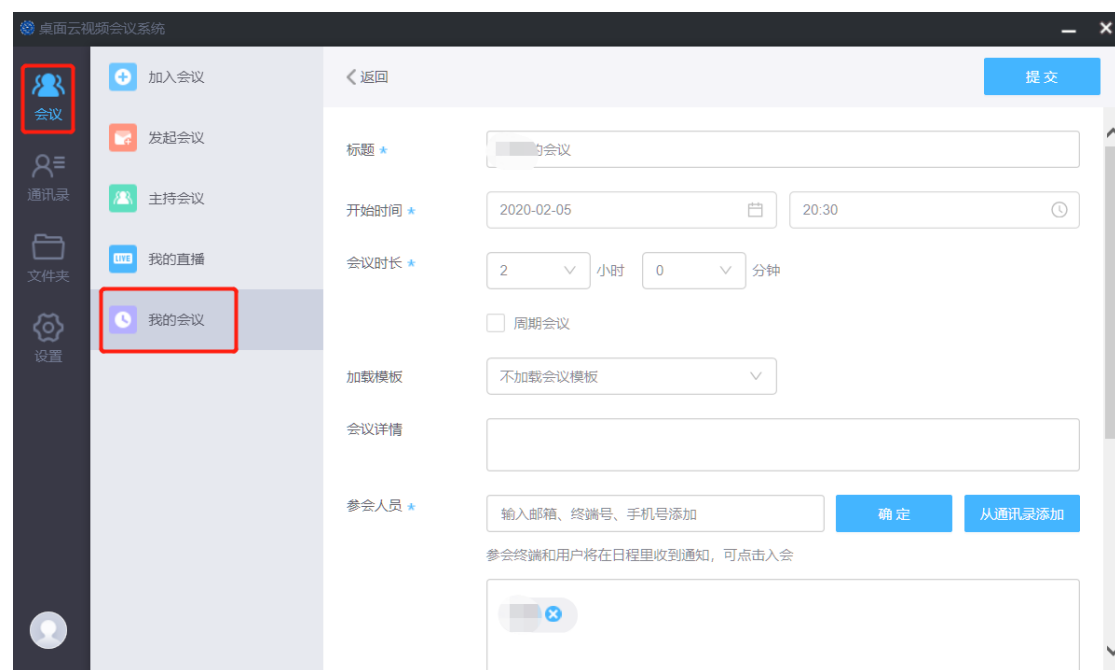 桌面云视频会议系统
会议
通讯录
文件夹
设置
加入会议
发起会议
主持会议
LIVE 我的直播
我的会议
返回
提交
标题 *
的会议
开始时间 *
2020-02-05
20:30
会议时长 *
2 小时 0 分钟
周期会议
加载模板
不加载会议模板
会议详情
参会人员 *
输入邮箱、终端号、手机号添加
确定
从通讯录添加
参会终端和用户将在日程里收到通知，可点击入会